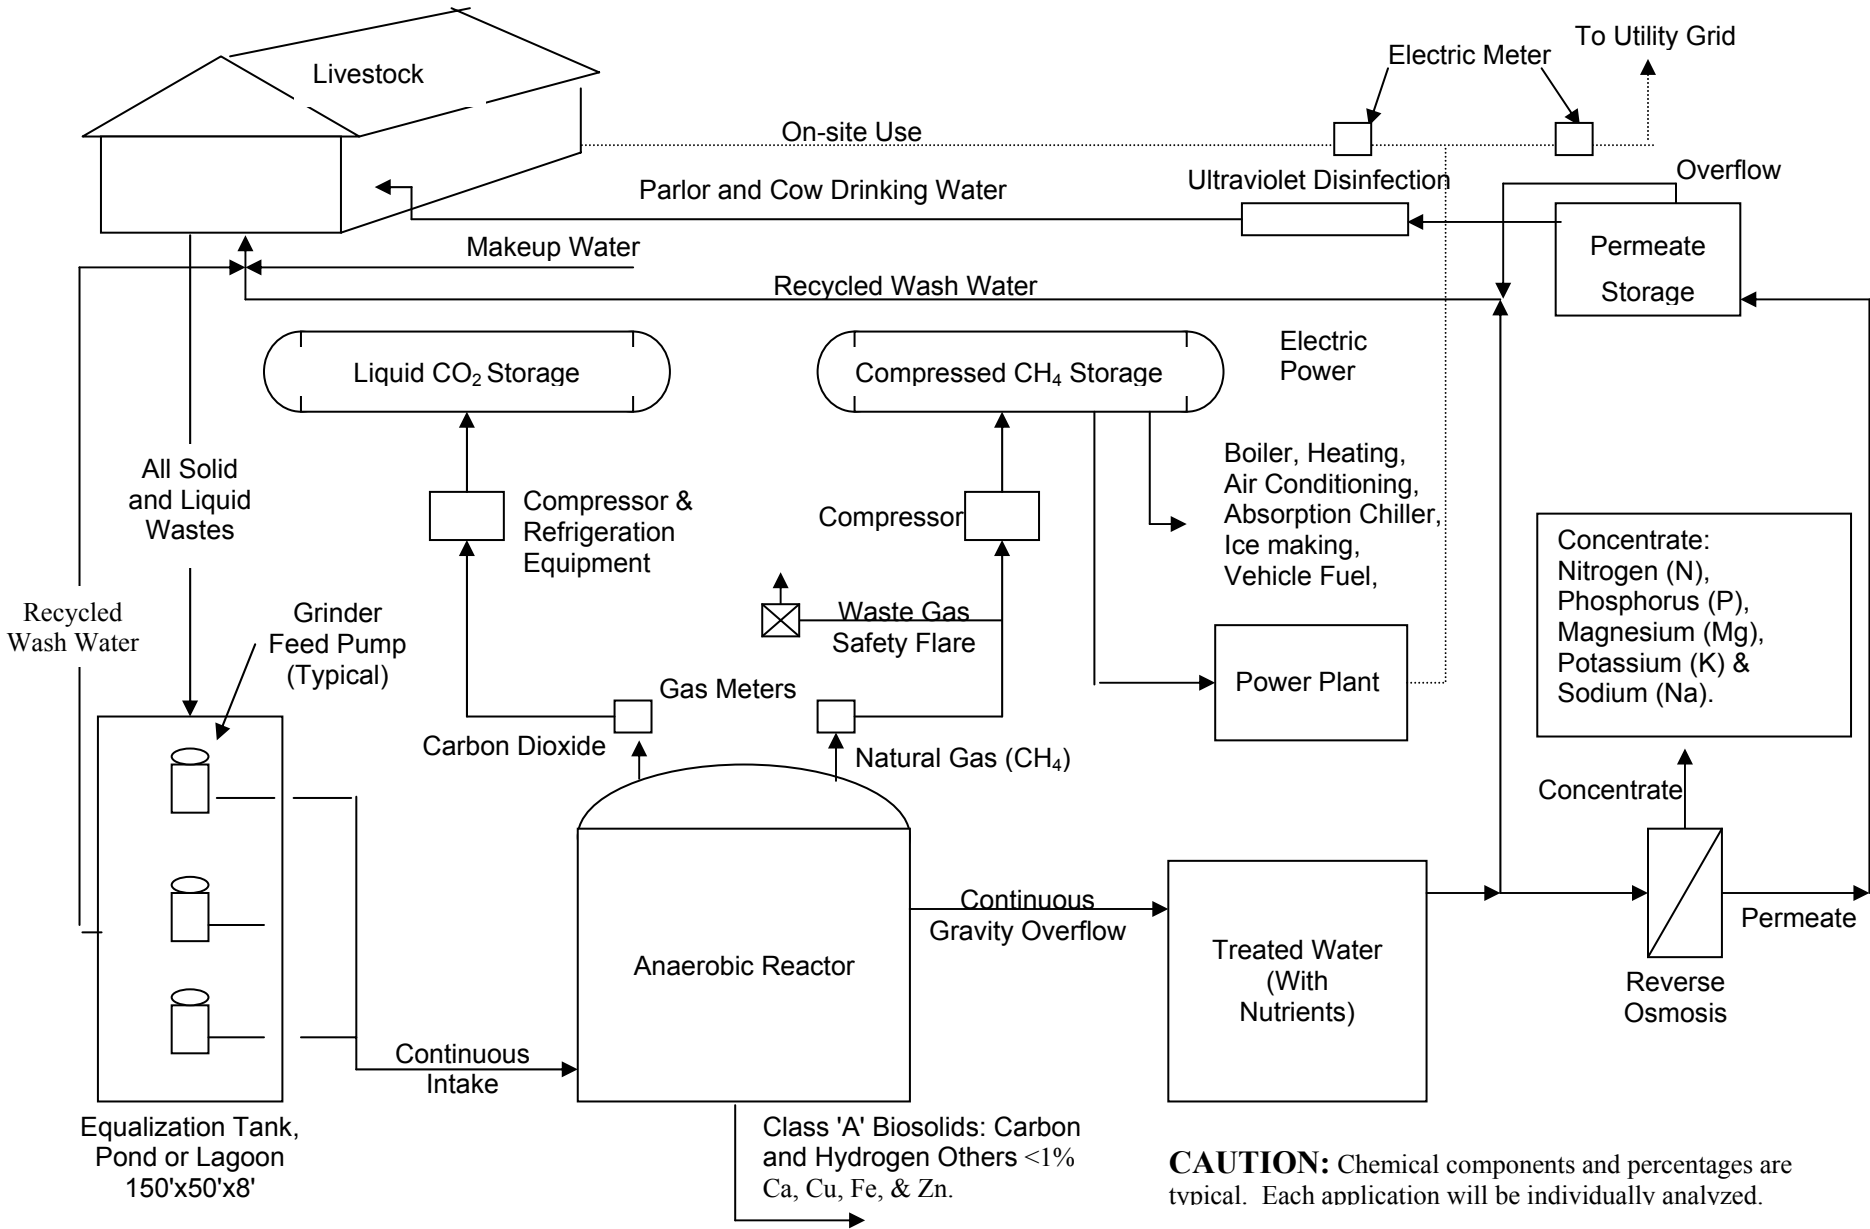 To Utility Grid
Electric Meter
Livestock
On-site Use
Overflow
Ultraviolet Disinfection
Parlor and Cow Drinking Water
Permeate
Storage
Makeup Water
Recycled Wash Water
Electric
Power
Liquid CO₂ Storage
Compressed CH₄ Storage
All Solid
and Liquid
Wastes
Compressor &
Refrigeration
Equipment
Compressor
Boiler, Heating,
Air Conditioning,
Absorption Chiller,
Ice making,
Vehicle Fuel,
Concentrate:
Nitrogen (N),
Phosphorus (P),
Magnesium (Mg),
Potassium (K) &
Sodium (Na).
Recycled
Wash Water
Grinder
Feed Pump
(Typical)
Waste Gas
Safety Flare
Gas Meters
Power Plant
Carbon Dioxide
Natural Gas (CH₄)
Concentrate
Continuous
Gravity Overflow
Permeate
Anaerobic Reactor
Treated Water
(With
Nutrients)
Reverse
Osmosis
Continuous
Intake
Equalization Tank,
Pond or Lagoon
150'x50'x8'
Class 'A' Biosolids: Carbon
and Hydrogen Others <1%
Ca, Cu, Fe, & Zn.
CAUTION: Chemical components and percentages are
typical. Each application will be individually analyzed.